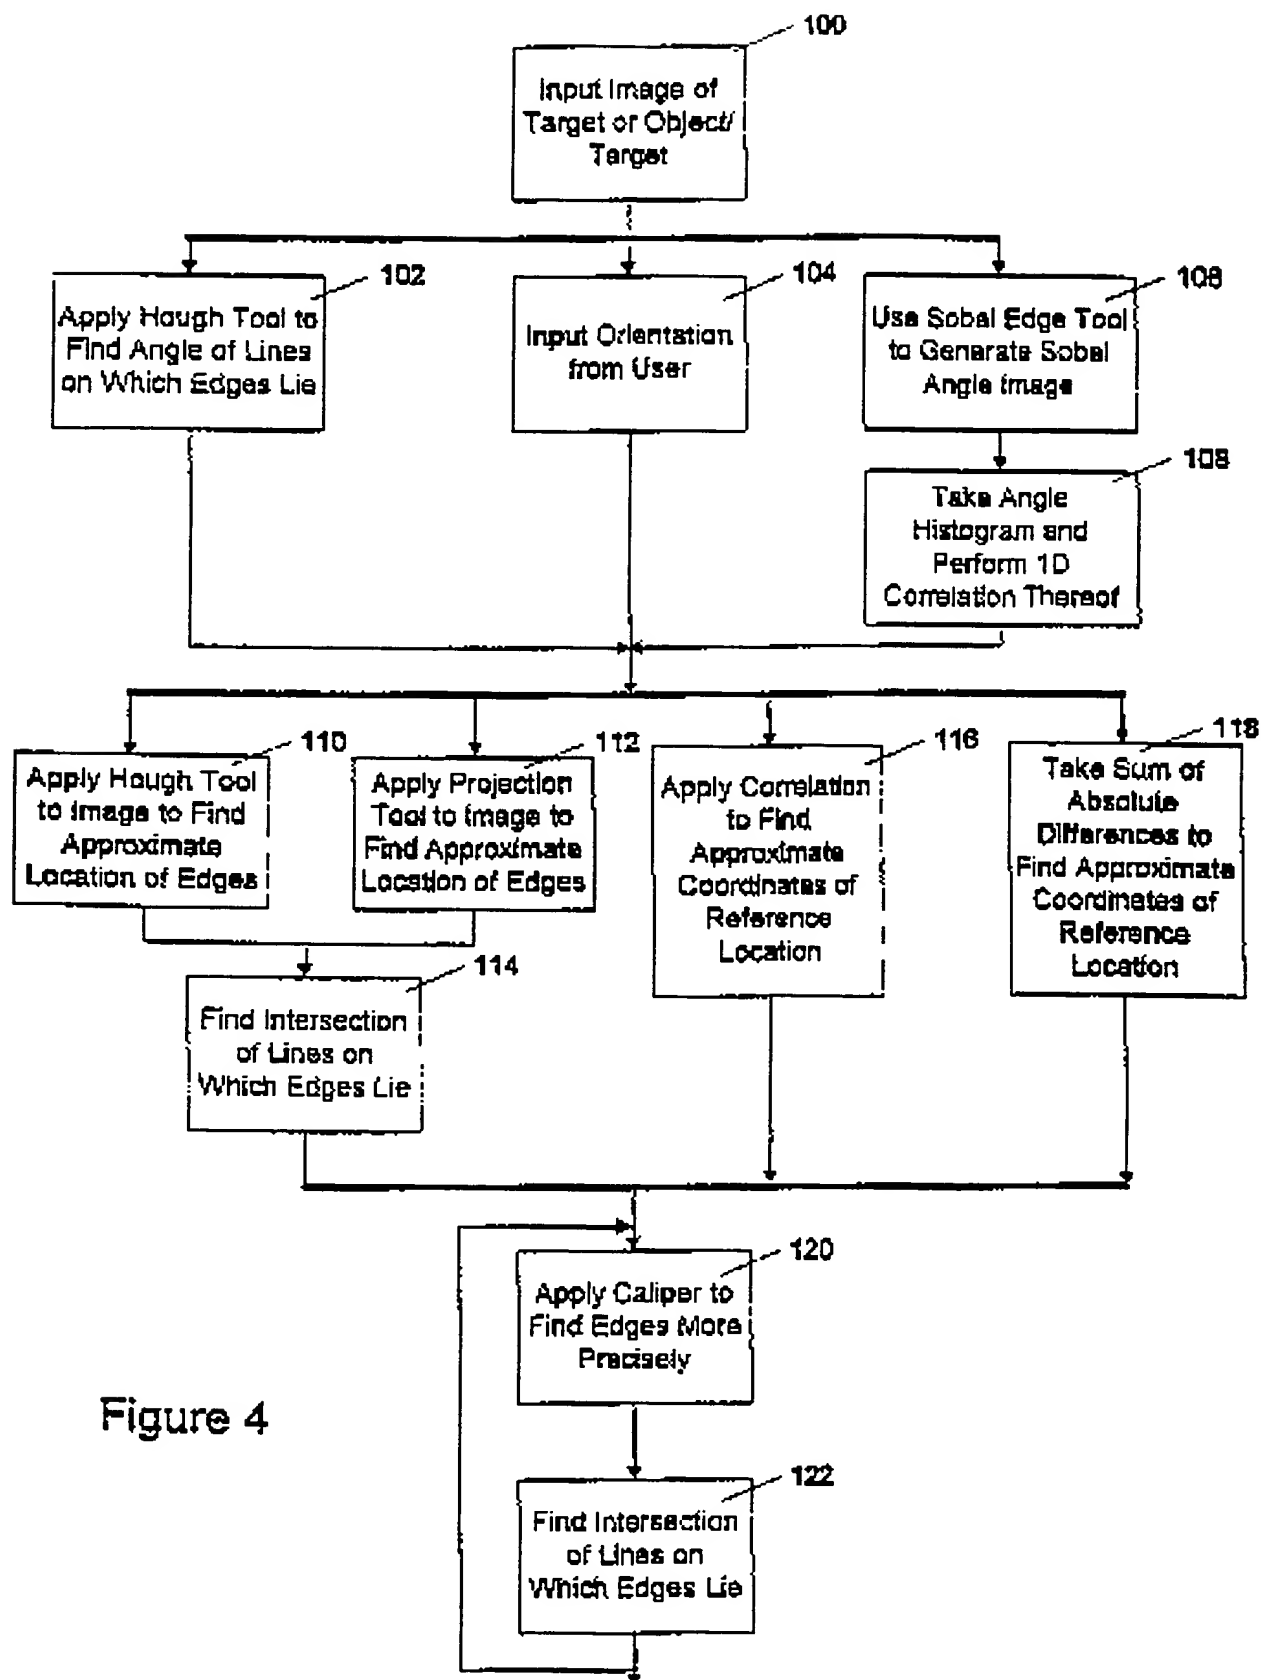 100
Input Image of
Target or Object/
Target
102
Apply Hough Tool to
Find Angle of Lines
on Which Edges Lie
104
Input Orientation
from User
106
Use Sobel Edge Tool
to Generate Sobel
Angle Image
108
Take Angle
Histogram and
Perform 1D
Correlation Thereof
110
Apply Hough Tool
to Image to Find
Approximate
Location of Edges
112
Apply Projection
Tool to Image to
Find Approximate
Location of Edges
116
Apply Correlation
to Find
Approximate
Coordinates of
Reference
Location
118
Take Sum of
Absolute
Differences to
Find Approximate
Coordinates of
Reference
Location
114
Find Intersection
of Lines on
Which Edges Lie
120
Apply Caliper to
Find Edges More
Precisely
122
Find Intersection
of Lines on
Which Edges Lie
Figure 4